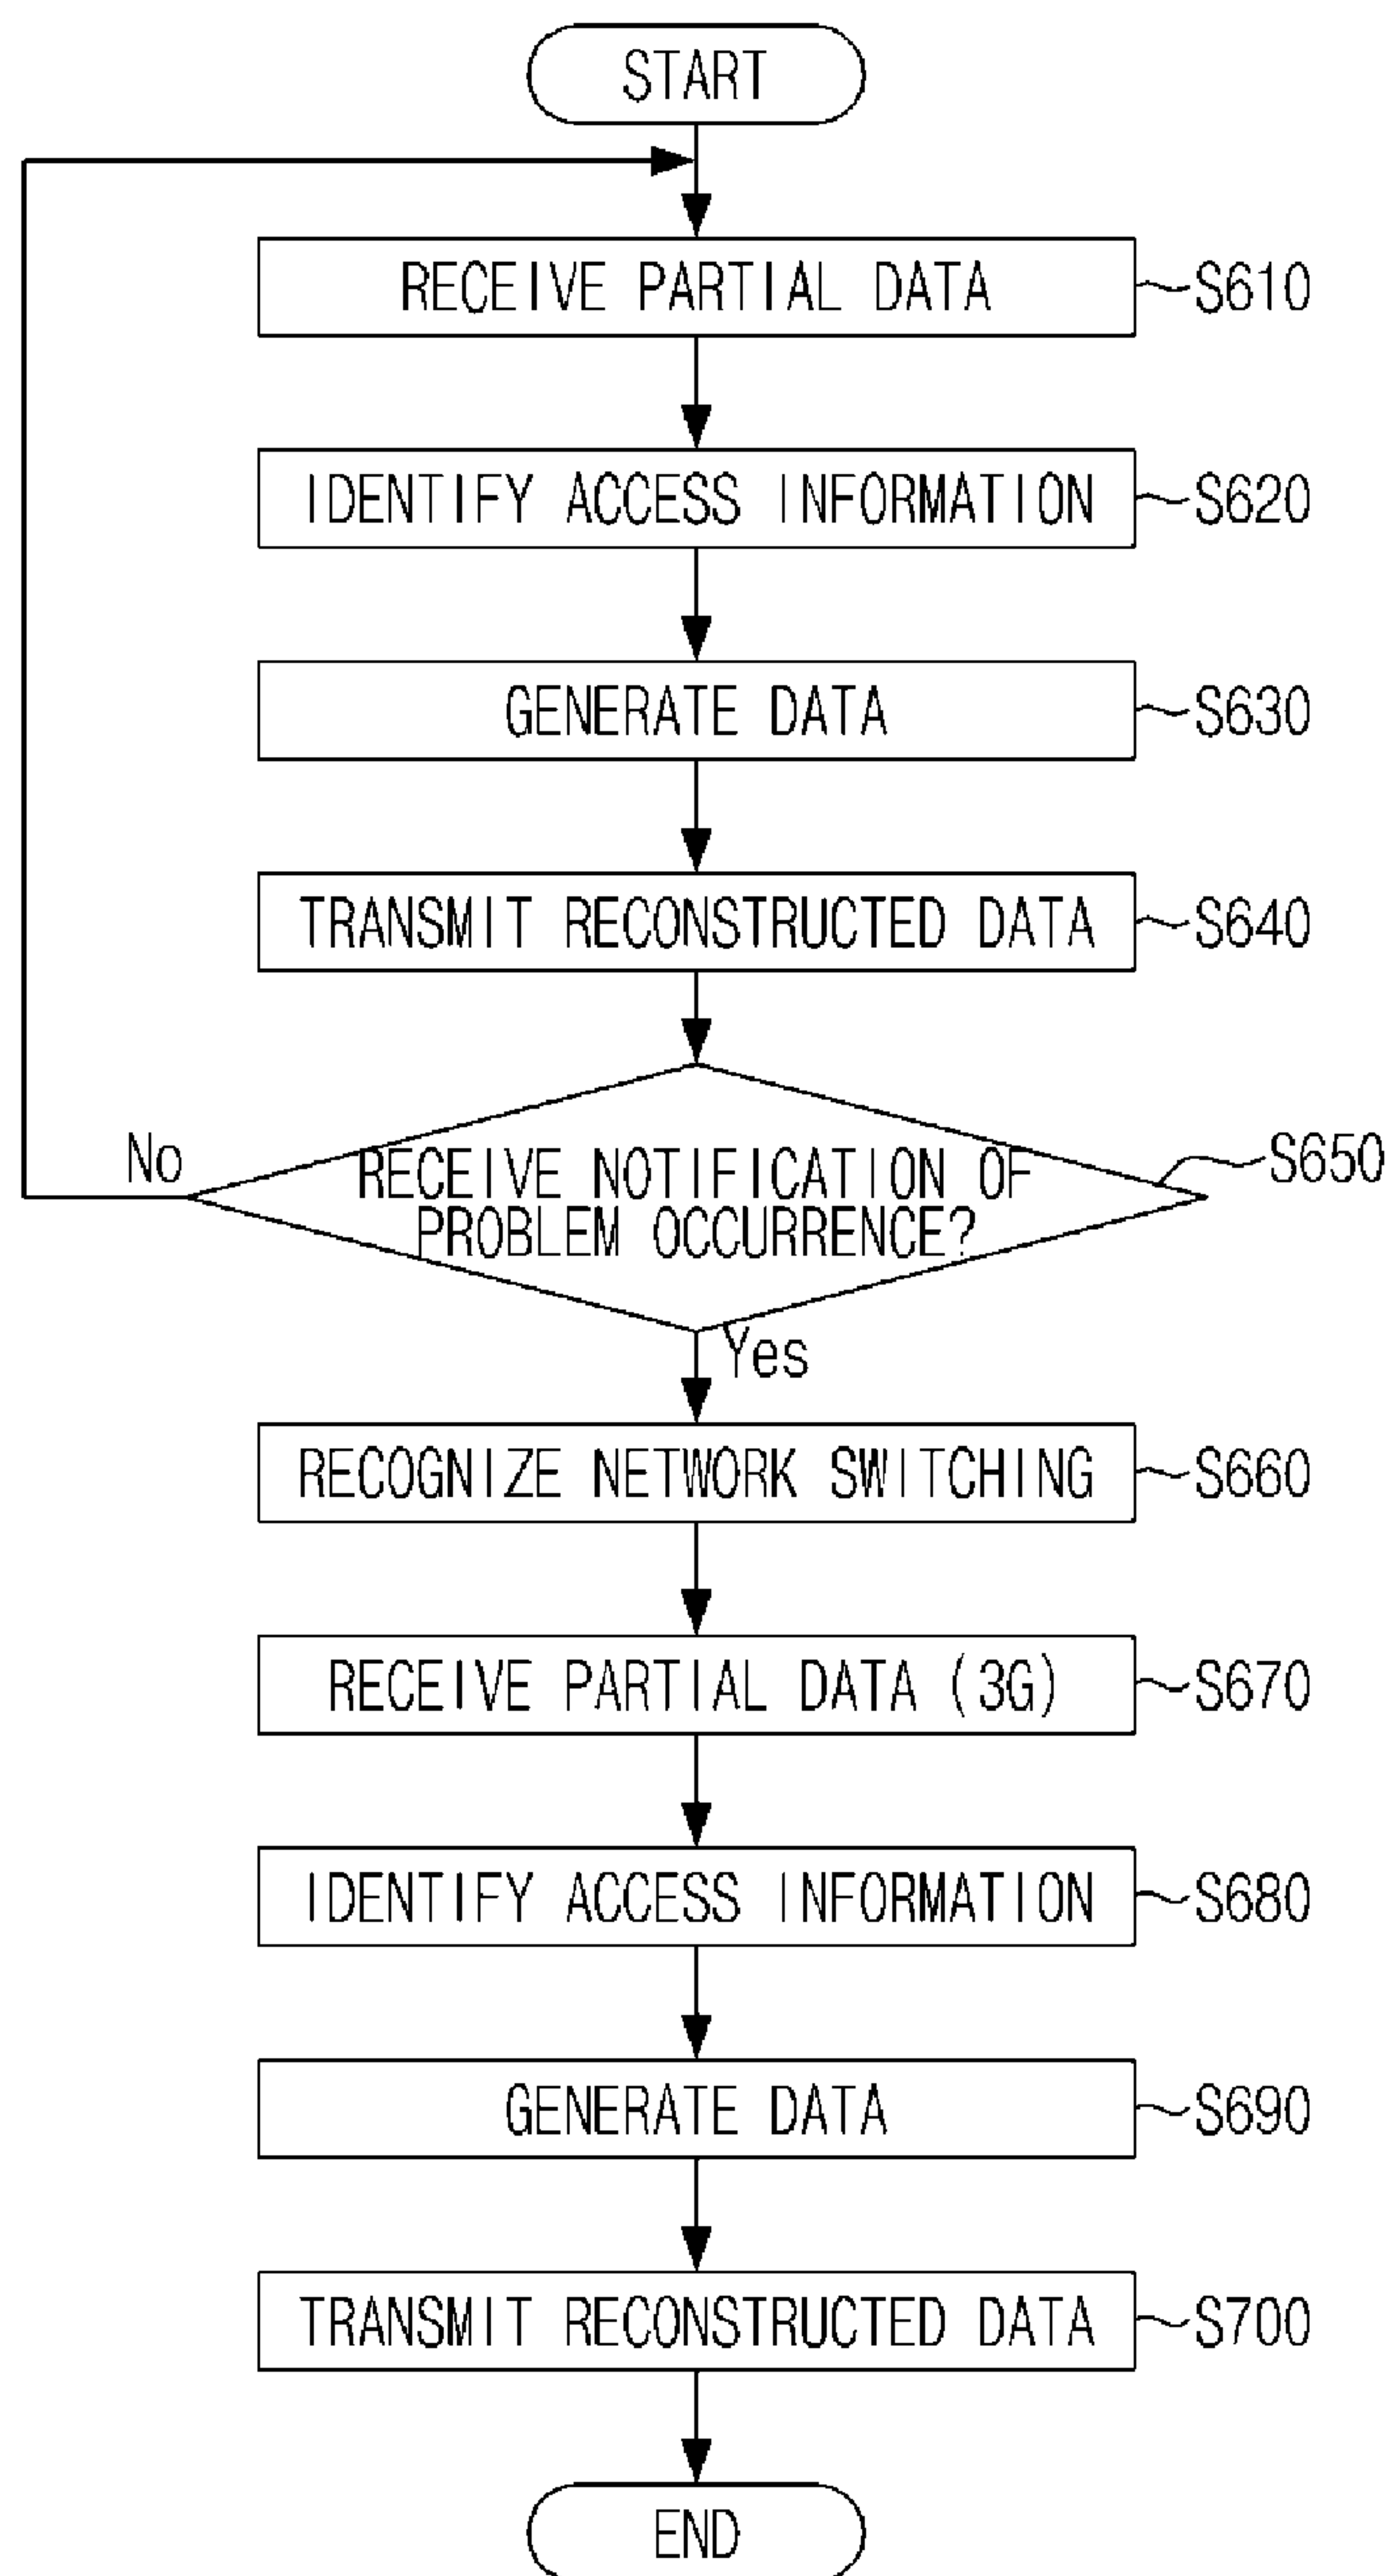 START
RECEIVE PARTIAL DATA
S610
IDENTIFY ACCESS INFORMATION
S620
GENERATE DATA
S630
TRANSMIT RECONSTRUCTED DATA
S640
No
RECEIVE NOTIFICATION OF
PROBLEM OCCURRENCE?
S650
Yes
RECOGNIZE NETWORK SWITCHING
S660
RECEIVE PARTIAL DATA (3G)
S670
IDENTIFY ACCESS INFORMATION
S680
GENERATE DATA
S690
TRANSMIT RECONSTRUCTED DATA
S700
END